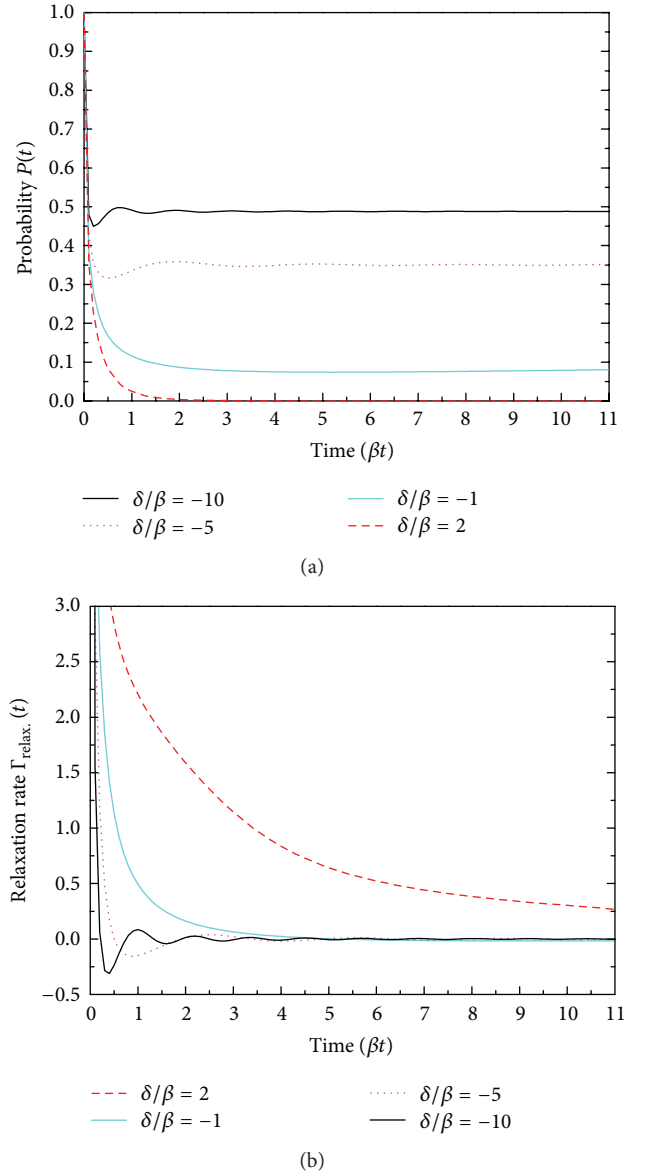 1.0
0.9
0.8
0.7
0.6
0.5
0.4
0.3
0.2
0.1
0.0
Probability P(t)
0 1 2 3 4 5 6 7 8 9 10 11
Time (βt)
δ/β = −10 δ/β = −1
δ/β = −5 δ/β = 2
(a)
3.0
2.5
2.0
1.5
1.0
0.5
0.0
−0.5
Relaxation rate Γrelax. (t)
0 1 2 3 4 5 6 7 8 9 10 11
Time (βt)
δ/β = 2 δ/β = −5
δ/β = −1 δ/β = −10
(b)